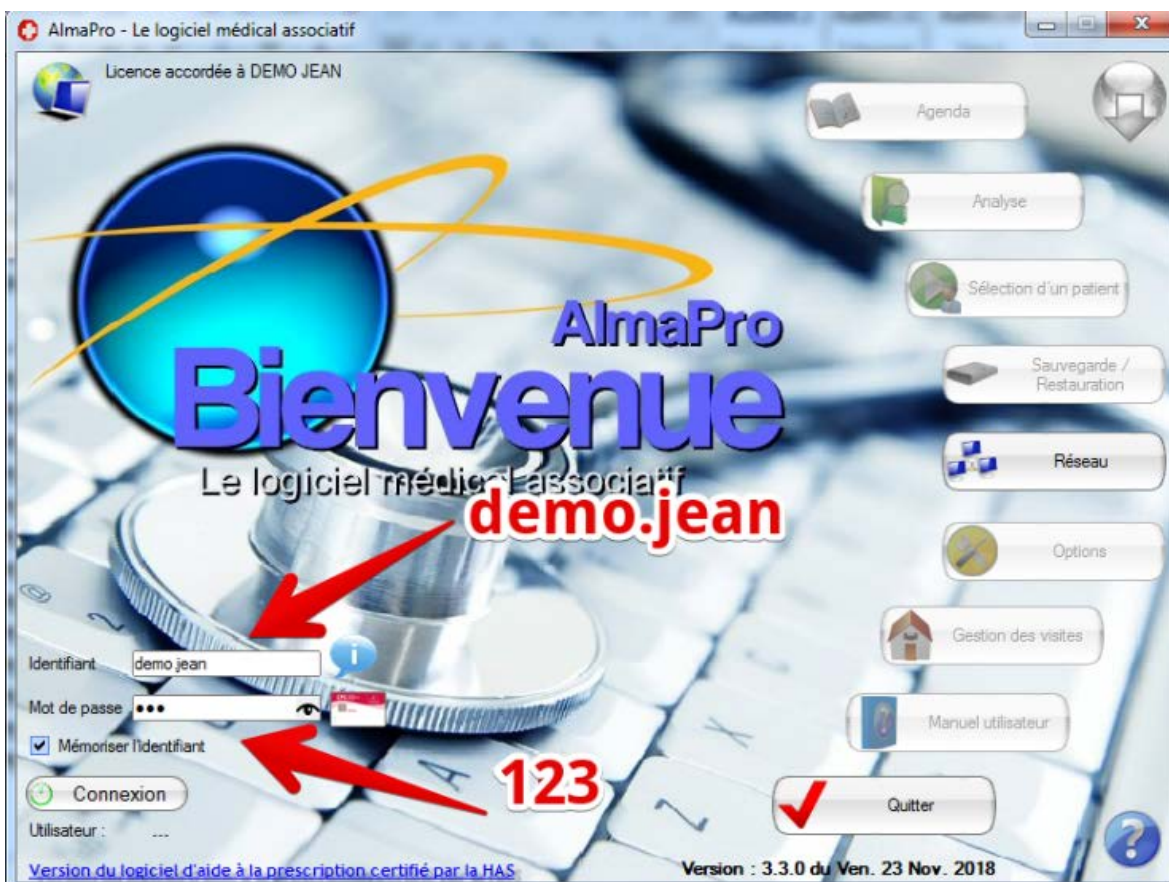 AlmaPro - Le logiciel médical associatif
Licence accordée à DEMO JEAN
Agenda
Analyse
Sélection d'un patient
Sauvegarde /
Restauration
Réseau
Options
Gestion des visites
Manuel utilisateur
Quitter
AlmaPro
Bienvenue
Le logiciel médical associatif
demo.jean
Identifiant demo.jean
Mot de passe •••
Mémoriser l'identifiant
123
Connexion
Utilisateur : ---
Version du logiciel d'aide à la prescription certifié par la HAS
Version : 3.3.0 du Ven. 23 Nov. 2018